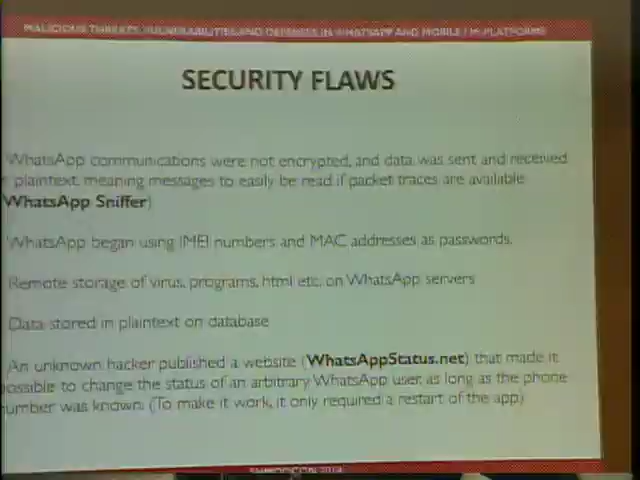 MALICIOUS THREATS, VULNERABILITIES AND DEFENSES IN WHATSAPP AND MOBILE I M PLATFORMS
SECURITY FLAWS
WhatsApp communications were not encrypted, and data was sent and received
plaintext, meaning messages to easily be read if packet traces are available
WhatsApp Sniffer)
WhatsApp began using IMEI numbers and MAC addresses as passwords.
Remote storage of virus, programs, html etc. on WhatsApp servers
Data stored in plaintext on database
An unknown hacker published a website (WhatsAppStatus.net) that made it
possible to change the status of an arbitrary WhatsApp user, as long as the phone
number was known. (To make it work, it only required a restart of the app)